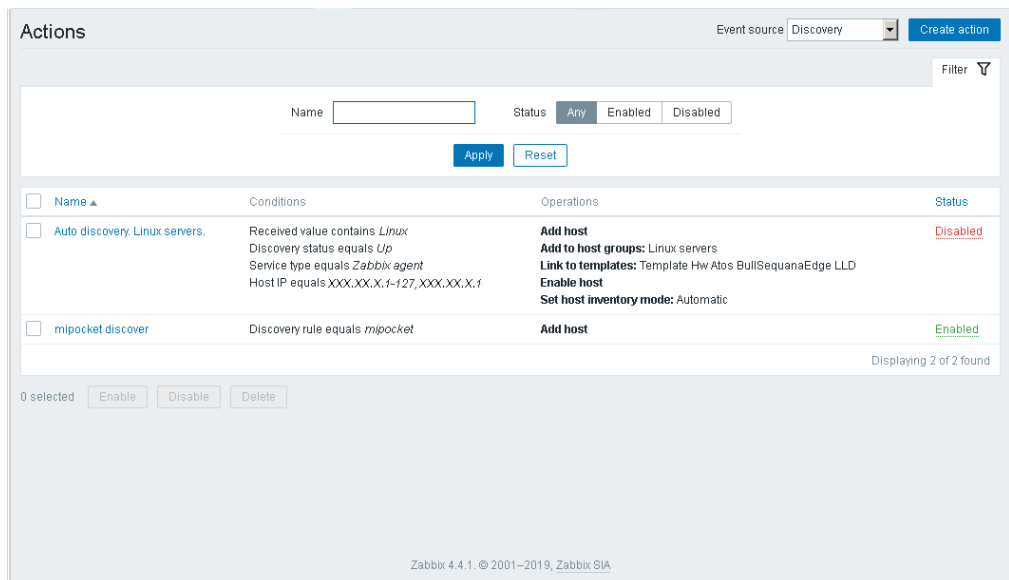 Actions
Event source Discovery Create action
Filter
Name Status Any Enabled Disabled
Apply Reset
Name Conditions Operations Status
Auto discovery. Linux servers. Received value contains Linux Add host Disabled
Discovery status equals Up Add to host groups: Linux servers
Service type equals Zabbix agent Link to templates: Template Hw Atos BullSequanaEdge LLD
Host IP equals XXX.XX.X.1-127,XXX.XX.X.1 Enable host
Set host inventory mode: Automatic
mipocket discover Discovery rule equals mipocket Add host Enabled
Displaying 2 of 2 found
0 selected Enable Disable Delete
Zabbix 4.4.1. © 2001–2019, Zabbix SIA